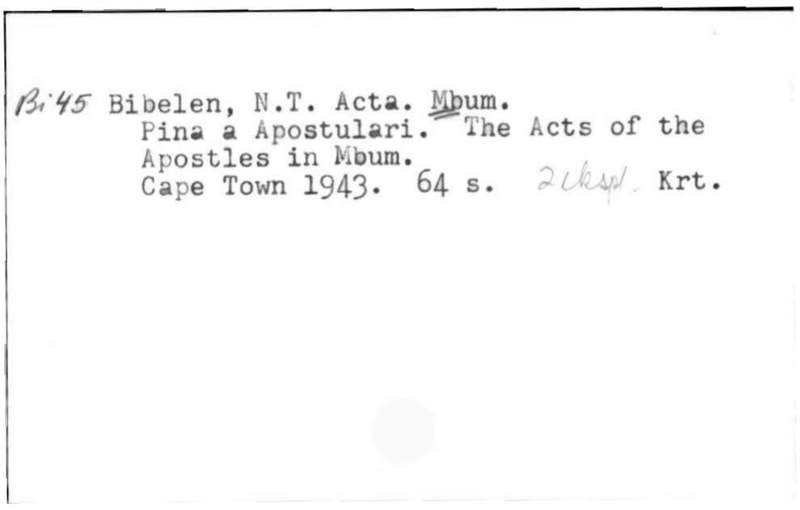 Bi 45 Bibelen, N.T. Acta. Mbum.
Pina a Apostulari. The Acts of the
Apostles in Mbum.
Cape Town 1943. 64 s. 2 ekspl. Krt.